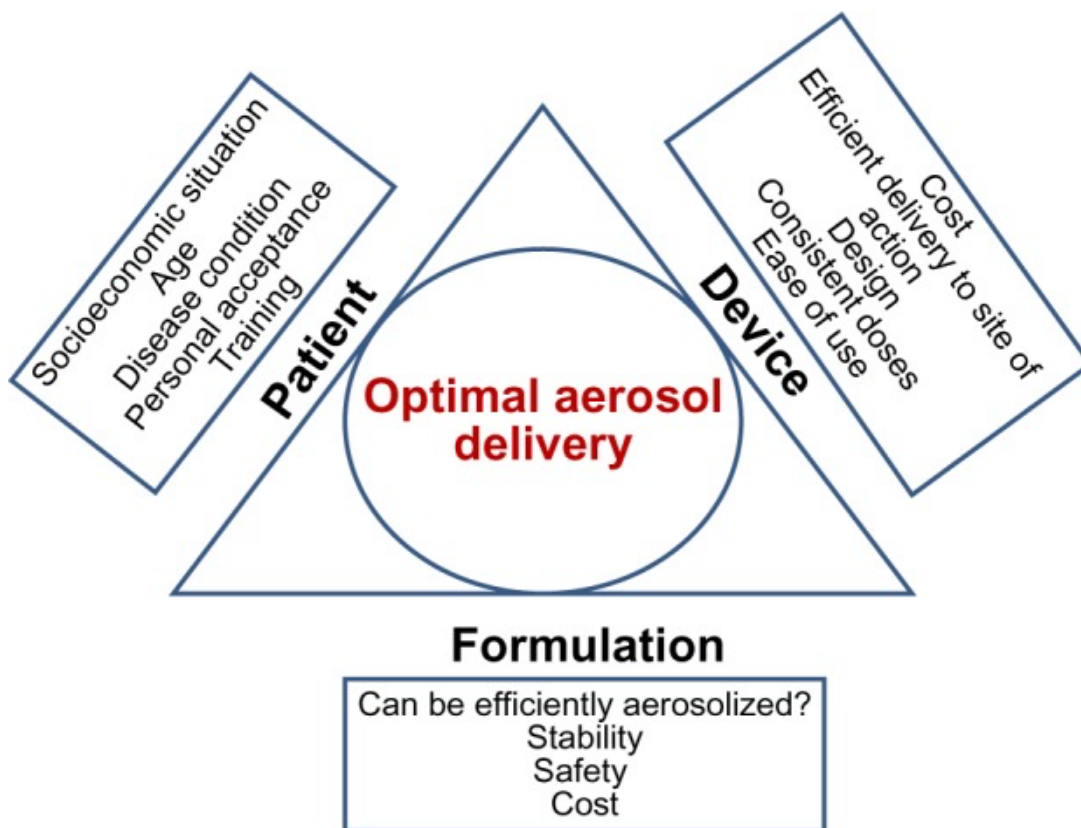 Socioeconomic situation
Age
Disease condition
Personal acceptance
Training
Patient
Cost
Efficient delivery to site of
action
Design
Consistent doses
Ease of use
Device
Optimal aerosol
delivery
Formulation
Can be efficiently aerosolized?
Stability
Safety
Cost